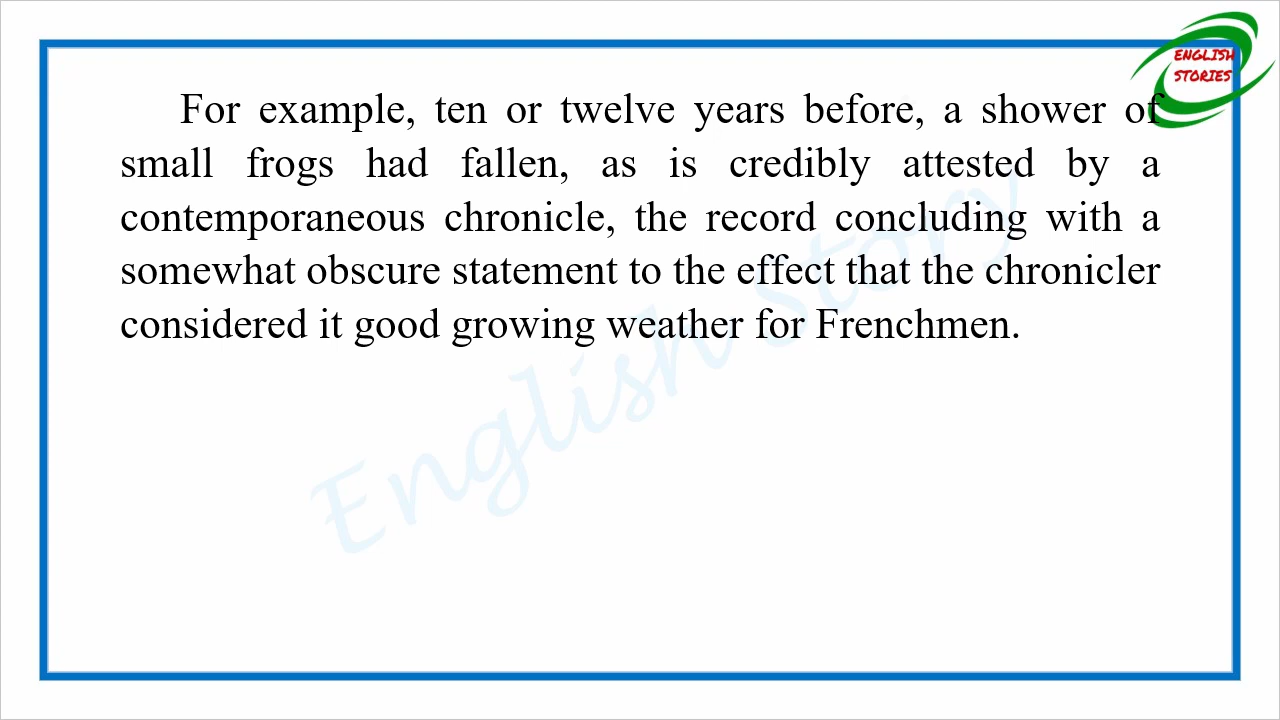 ENGLISH
STORIES
For example, ten or twelve years before, a shower of
small frogs had fallen, as is credibly attested by a
contemporaneous chronicle, the record concluding with a
somewhat obscure statement to the effect that the chronicler
considered it good growing weather for Frenchmen.
English Story